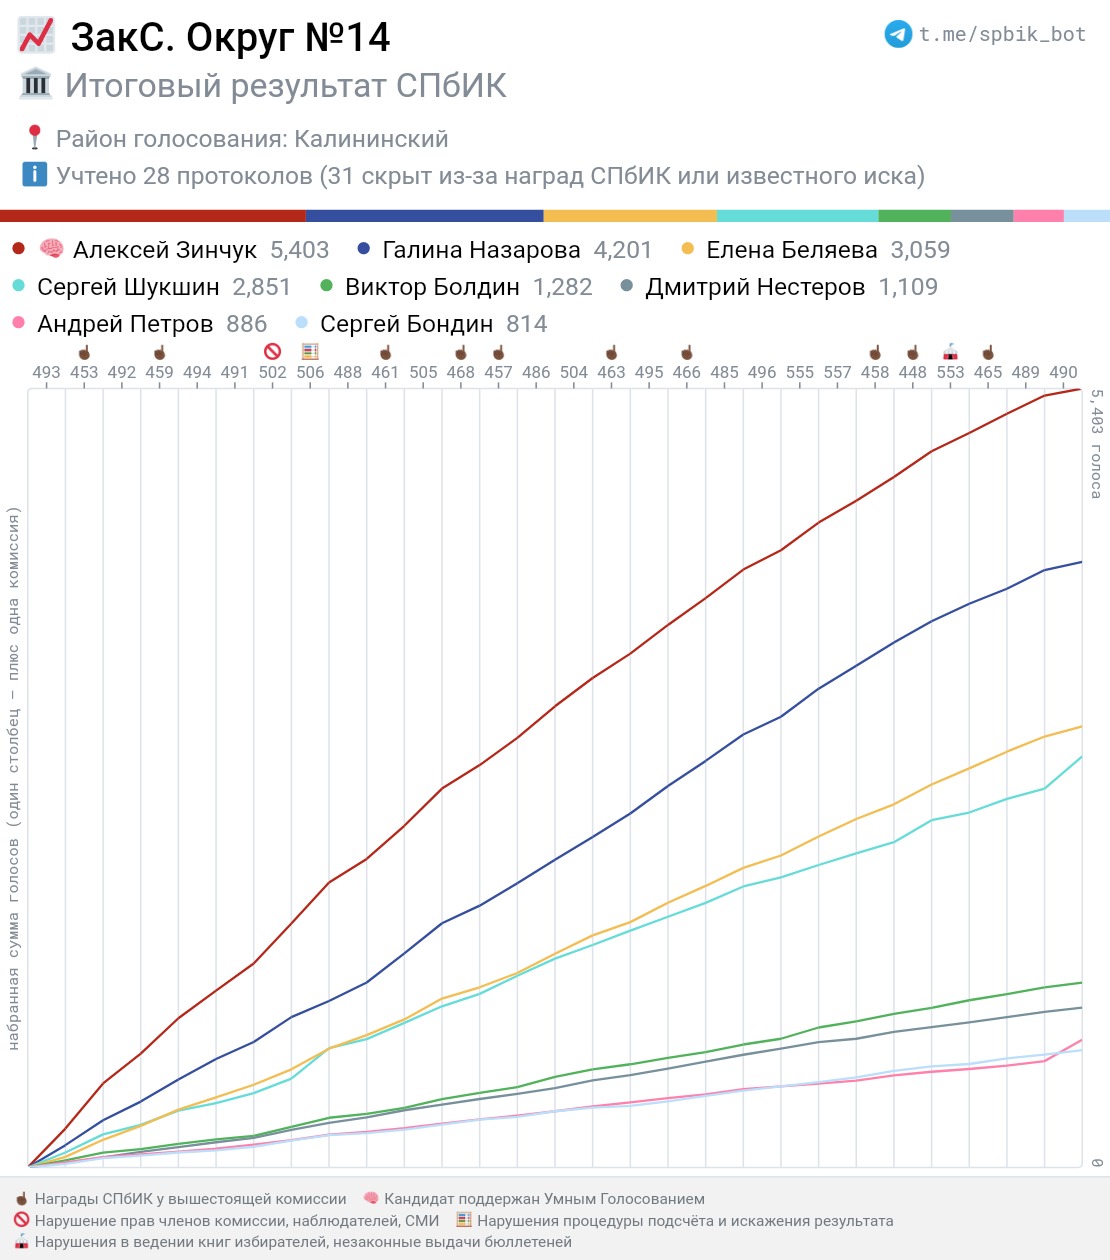 ЗакС. Округ №14
t.me/spbik_bot
Итоговый результат СПбИК
Район голосования: Калининский
Учтено 28 протоколов (31 скрыт из-за наград СПбИК или известного иска)
Алексей Зинчук 5,403 Галина Назарова 4,201 Елена Беляева 3,059
Сергей Шукшин 2,851 Виктор Болдин 1,282 Дмитрий Нестеров 1,109
Андрей Петров 886 Сергей Бондин 814
493 453 492 459 494 491 502 506 488 461 505 468 457 486 504 463 495 466 485 496 555 557 458 448 553 465 489 490
5,403 голоса
набранная сумма голосов (один столбец — плюс одна комиссия)
0
Награды СПбИК у вышестоящей комиссии Кандидат поддержан Умным Голосованием
Нарушение прав членов комиссии, наблюдателей, СМИ Нарушения процедуры подсчёта и искажения результата
Нарушения в ведении книг избирателей, незаконные выдачи бюллетеней